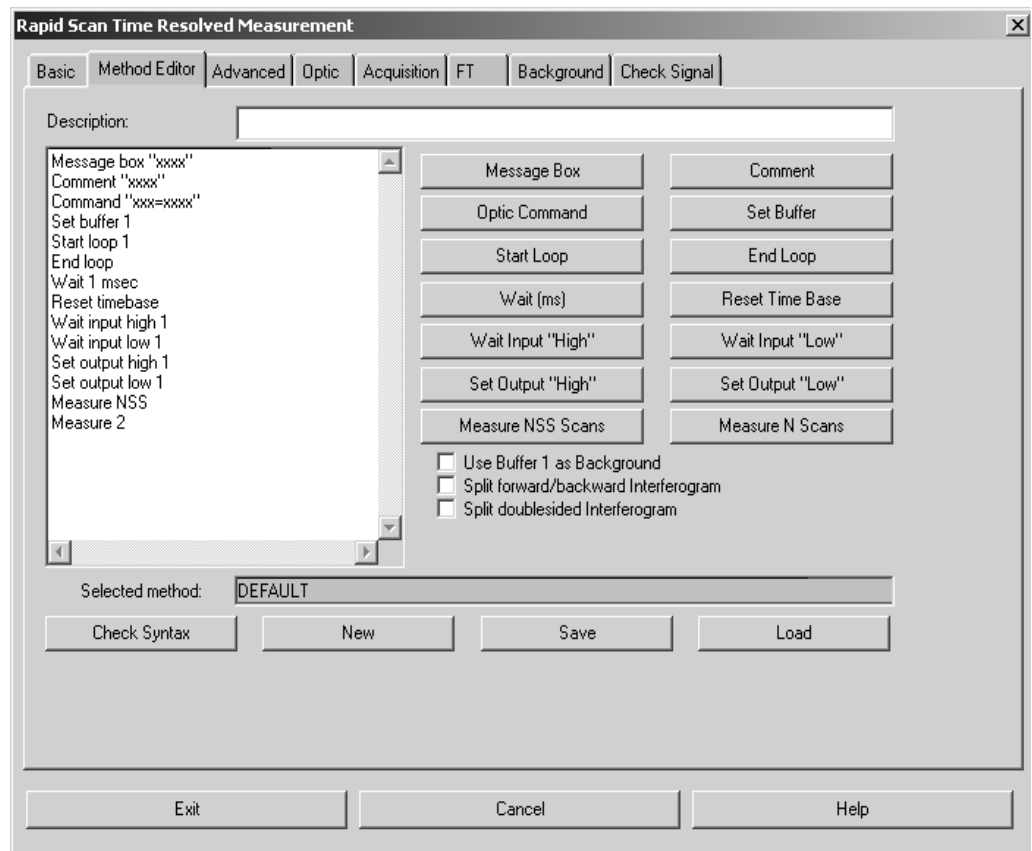 Rapid Scan Time Resolved Measurement
Basic
Method Editor
Advanced
Optic
Acquisition
FT
Background
Check Signal
Description:
Message box "xxxx"
Comment "xxxx"
Command "xxx=xxxx"
Set buffer 1
Start loop 1
End loop
Wait 1 msec
Reset timebase
Wait input high 1
Wait input low 1
Set output high 1
Set output low 1
Measure NSS
Measure 2
Message Box
Comment
Optic Command
Set Buffer
Start Loop
End Loop
Wait (ms)
Reset Time Base
Wait Input "High"
Wait Input "Low"
Set Output "High"
Set Output "Low"
Measure NSS Scans
Measure N Scans
Use Buffer 1 as Background
Split forward/backward Interferogram
Split doublesided Interferogram
Selected method:
DEFAULT
Check Syntax
New
Save
Load
Exit
Cancel
Help